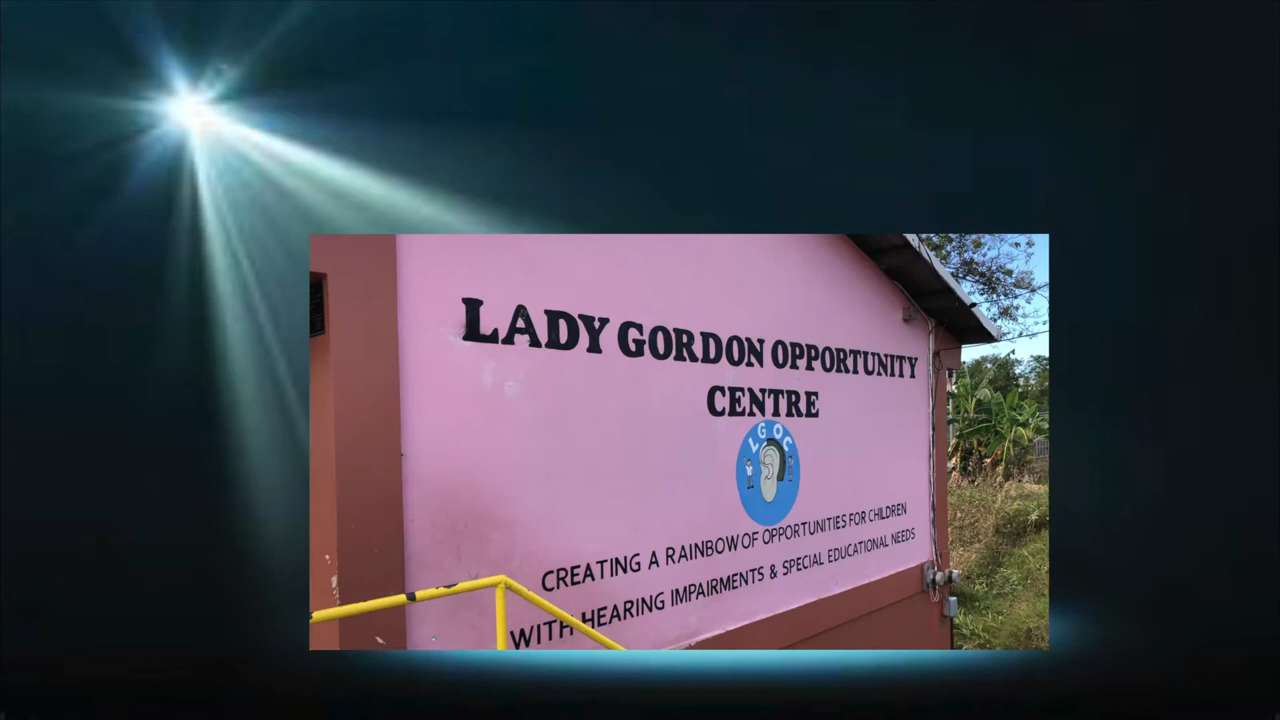 LADY GORDON OPPORTUNITY
CENTRE
LGOC
CREATING A RAINBOW OF OPPORTUNITIES FOR CHILDREN
WITH HEARING IMPAIRMENTS & SPECIAL EDUCATIONAL NEEDS